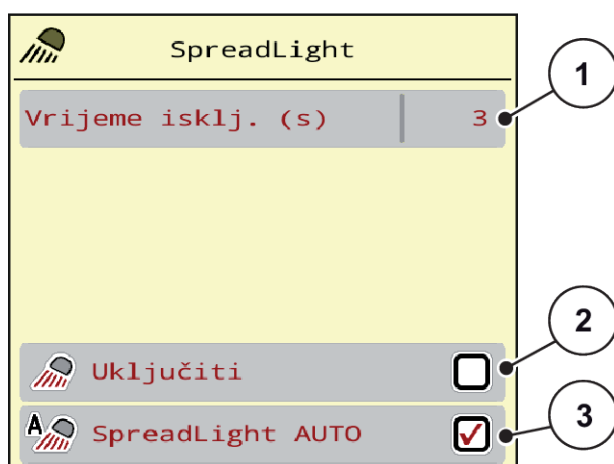 SpreadLight
Vrijeme isklj. (s) 3
1
Uključiti
2
A
SpreadLight AUTO
3